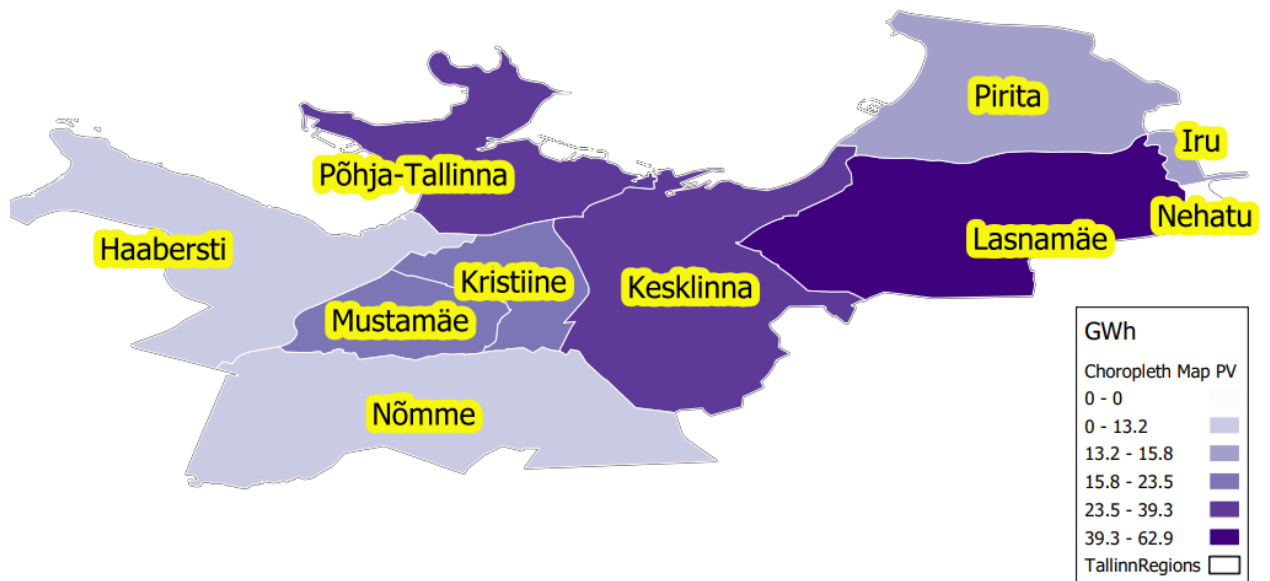 Pirita
Iru
Põhja-Tallinna
Nehatu
Lasnamäe
Haabersti
Kristiine
Kesklinna
Mustamäe
Nõmme
GWh
Choropleth Map PV
0 - 0
0 - 13.2
13.2 - 15.8
15.8 - 23.5
23.5 - 39.3
39.3 - 62.9
TallinnRegions